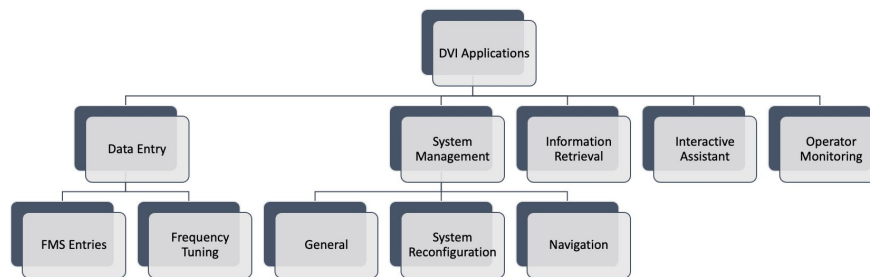 DVI Applications
Data Entry
System
Management
Information
Retrieval
Interactive
Assistant
Operator
Monitoring
FMS Entries
Frequency
Tuning
General
System
Reconfiguration
Navigation